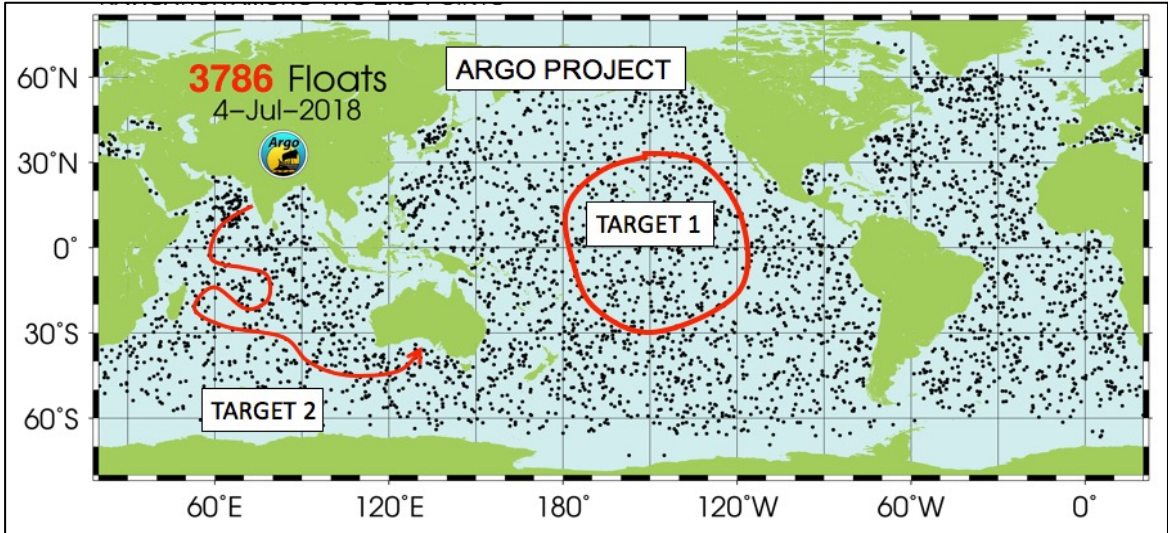 ARGO PROJECT
3786 Floats
4-Jul-2018
Argo
TARGET 1
TARGET 2
60°N
30°N
0°
30°S
60°S
60°E
120°E
180°
120°W
60°W
0°